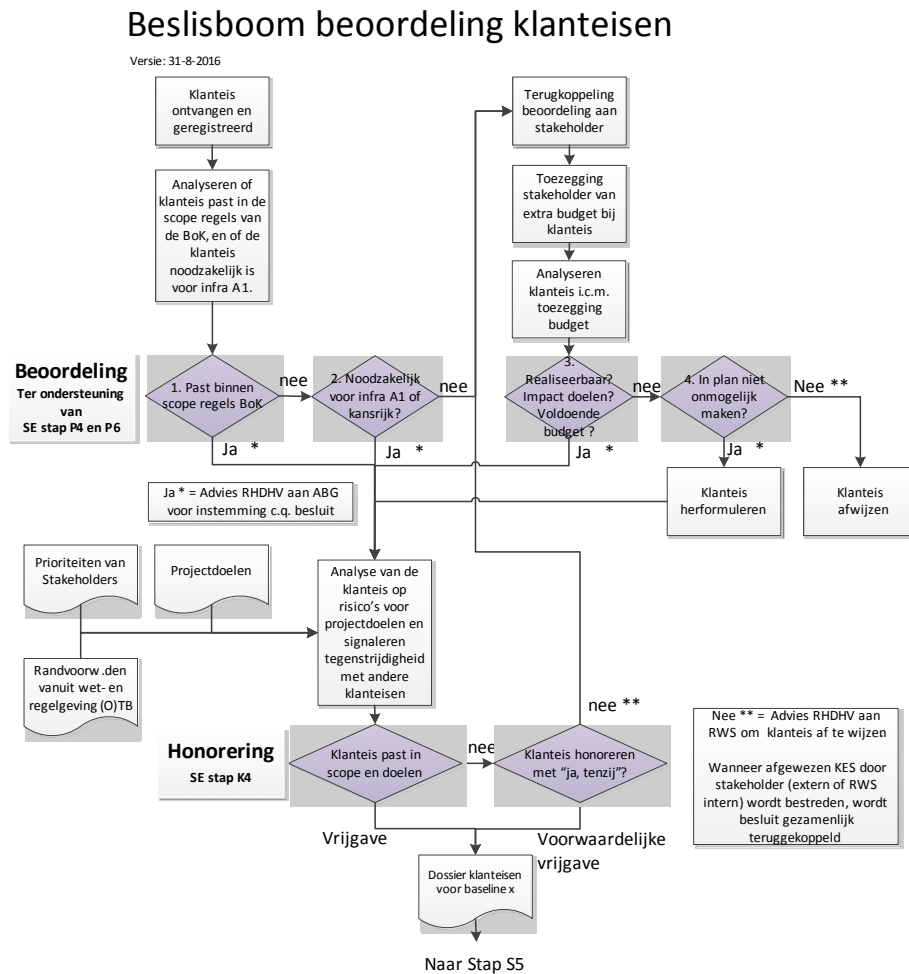 Beslisboom beoordeling klanteisen
Versie: 31-8-2016
Klanteis
ontvangen en
geregistreerd
Analyseren of
klanteis past in de
scope regels van
de BoK, en of de
klanteis
noodzakelijk is
voor infra A1.
Terugkoppeling
beoordeling aan
stakeholder
Toezegging
stakeholder van
extra budget bij
klanteis
Analyseren
klanteis i.c.m.
toezegging
budget
Beoordeling
Ter ondersteuning
van
SE stap P4 en P6
1. Past binnen
scope regels BoK
nee
2. Noodzakelijk
voor infra A1 of
kansrijk?
nee
3.
Realiseerbaar?
Impact doelen?
Voldoende
budget ?
nee
4. In plan niet
onmogelijk
maken?
Nee **
Ja *
Ja *
Ja *
Ja *
Ja * = Advies RHDHV aan ABG
voor instemming c.q. besluit
Klanteis
herformuleren
Klanteis
afwijzen
Prioriteiten van
Stakeholders
Projectdoelen
Randvoorw.den
vanuit wet- en
regelgeving (O)TB
Analyse van de
klanteis op
risico's voor
projectdoelen en
signaleren
tegenstrijdigheid
met andere
klanteisen
nee **
Honorering
SE stap K4
Klanteis past
in scope en doelen
nee
Klanteis honoreren
met "ja, tenzij"?
Nee ** = Advies RHDHV aan
RWS om klanteis af te wijzen
Wanneer afgewezen KES door
stakeholder (extern of RWS
intern) wordt bestreden, wordt
besluit gezamenlijk
teruggekoppeld
Vrijgave
Voorwaardelijke
vrijgave
Dossier klanteisen
voor baseline x
Naar Stap S5